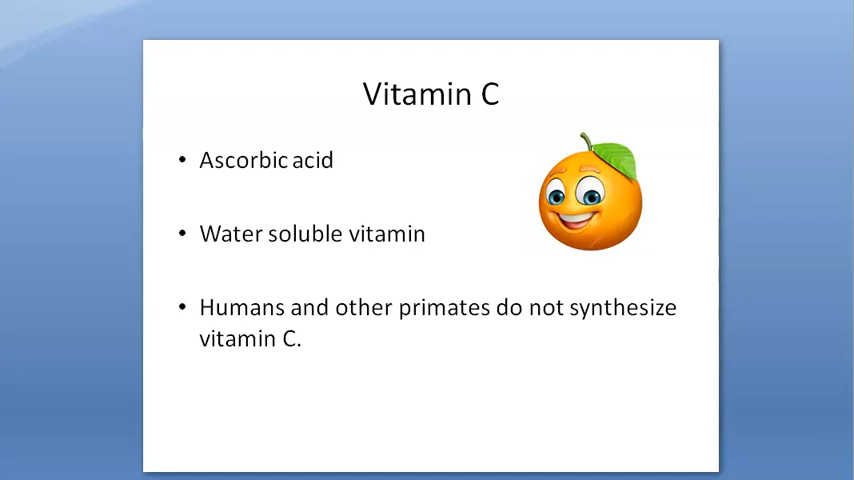 Vitamin C
• Ascorbic acid
• Water soluble vitamin
• Humans and other primates do not synthesize
vitamin C.